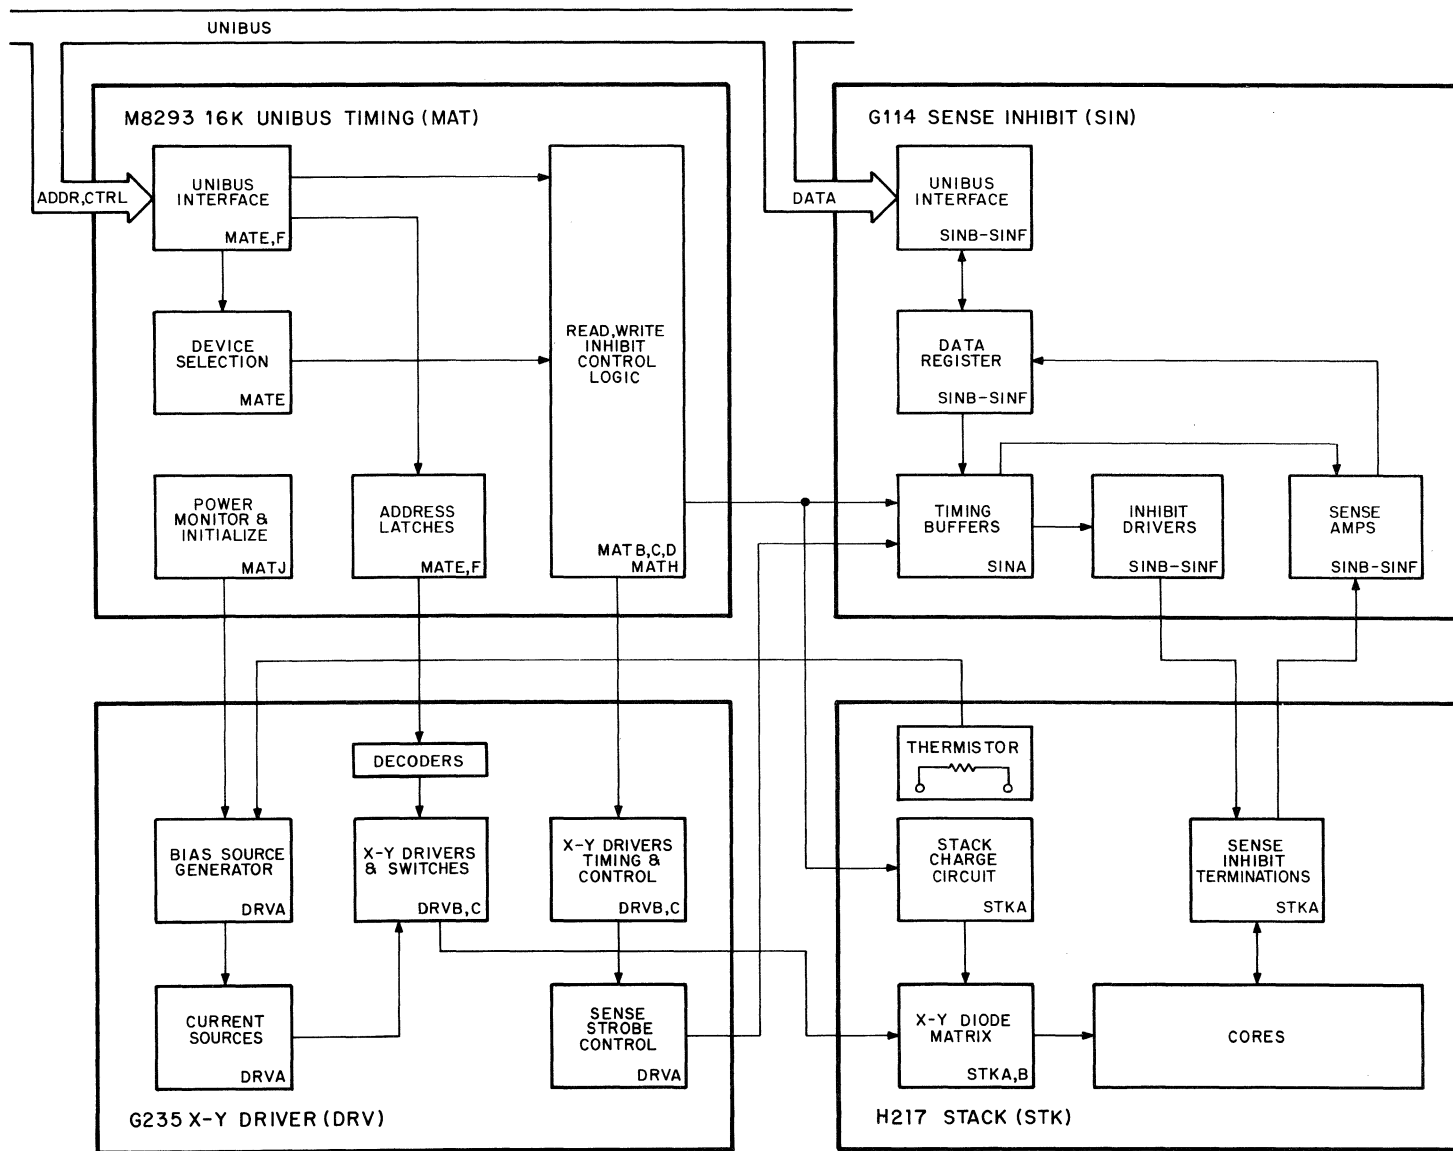 UNIBUS
M8293 16K UNIBUS TIMING (MAT)
UNIBUS
INTERFACE
MATE,F
ADDR,CTRL
DEVICE
SELECTION
MATE
READ,WRITE
INHIBIT
CONTROL
LOGIC
MATB,C,D
MATH
POWER
MONITOR &
INITIALIZE
MATJ
ADDRESS
LATCHES
MATE,F
G114 SENSE INHIBIT (SIN)
DATA
UNIBUS
INTERFACE
SINB-SINF
DATA
REGISTER
SINB-SINF
TIMING
BUFFERS
SINA
INHIBIT
DRIVERS
SINB-SINF
SENSE
AMPS
SINB-SINF
DECODERS
BIAS SOURCE
GENERATOR
DRVA
X-Y DRIVERS
& SWITCHES
DRVB,C
X-Y DRIVERS
TIMING &
CONTROL
DRVB,C
CURRENT
SOURCES
DRVA
SENSE
STROBE
CONTROL
DRVA
G235 X-Y DRIVER (DRV)
THERMISTOR
STACK
CHARGE
CIRCUIT
STKA
SENSE
INHIBIT
TERMINATIONS
STKA
X-Y DIODE
MATRIX
STKA,B
CORES
H217 STACK (STK)